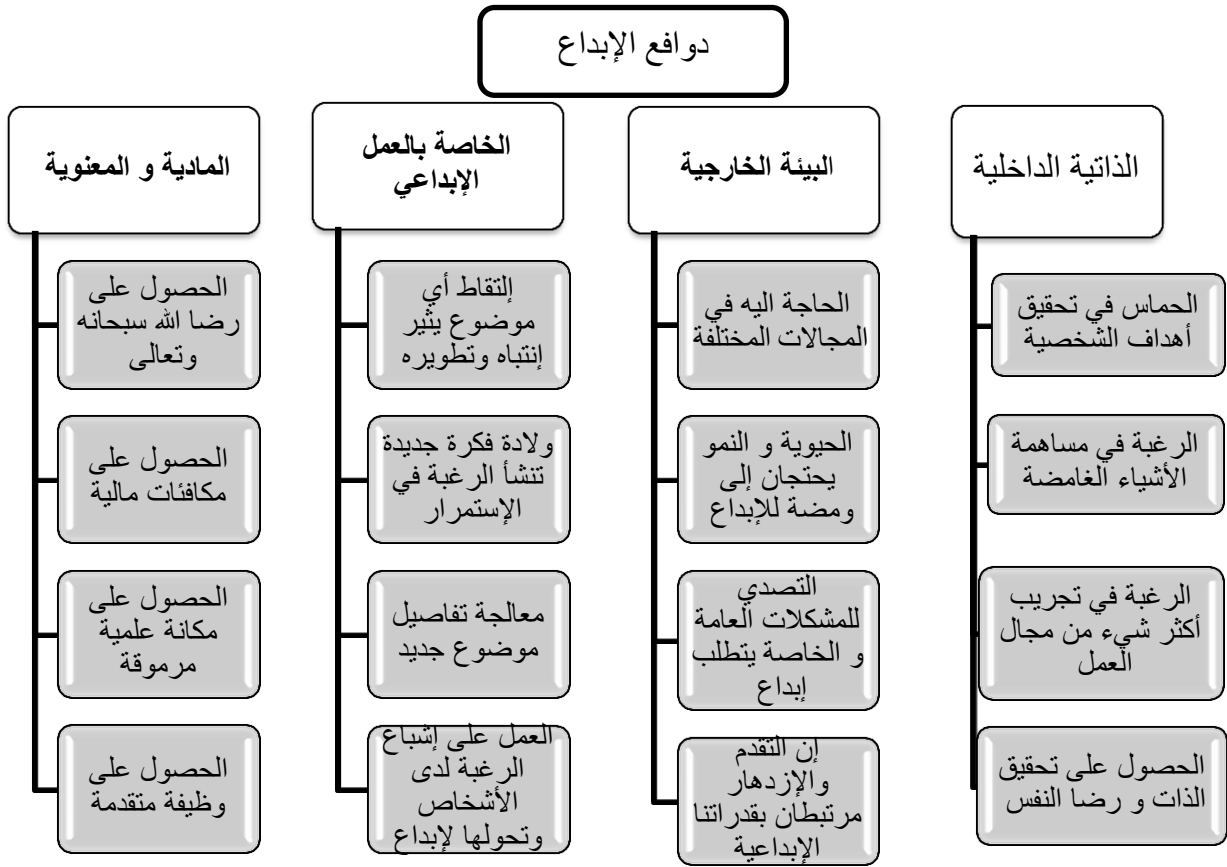 دوافع الإبداع
الذاتية الداخلية
الحماس في تحقيق
أهداف الشخصية
الرغبة في مساهمة
الأشياء الغامضة
الرغبة في تجريب
أكثر شيء من مجال
العمل
الحصول على تحقيق
الذات و رضا النفس
البيئة الخارجية
الحاجة اليه في
المجالات المختلفة
الحيوية و النمو
يحتجان إلى
ومضة للإبداع
التصدي
للمشكلات العامة
و الخاصة يتطلب
إبداع
إن التقدم
والإزدهار
مرتبطان بقدراتنا
الإبداعية
الخاصة بالعمل
الإبداعي
إلتقاط أي
موضوع يثير
إنتباه وتطويره
ولادة فكرة جديدة
تنشأ الرغبة في
الإستمرار
معالجة تفاصيل
موضوع جديد
العمل على إشباع
الرغبة لدى
الأشخاص
وتحولها لإبداع
المادية و المعنوية
الحصول على
رضا الله سبحانه
وتعالى
الحصول على
مكافئات مالية
الحصول على
مكانة علمية
مرموقة
الحصول على
وظيفة متقدمة